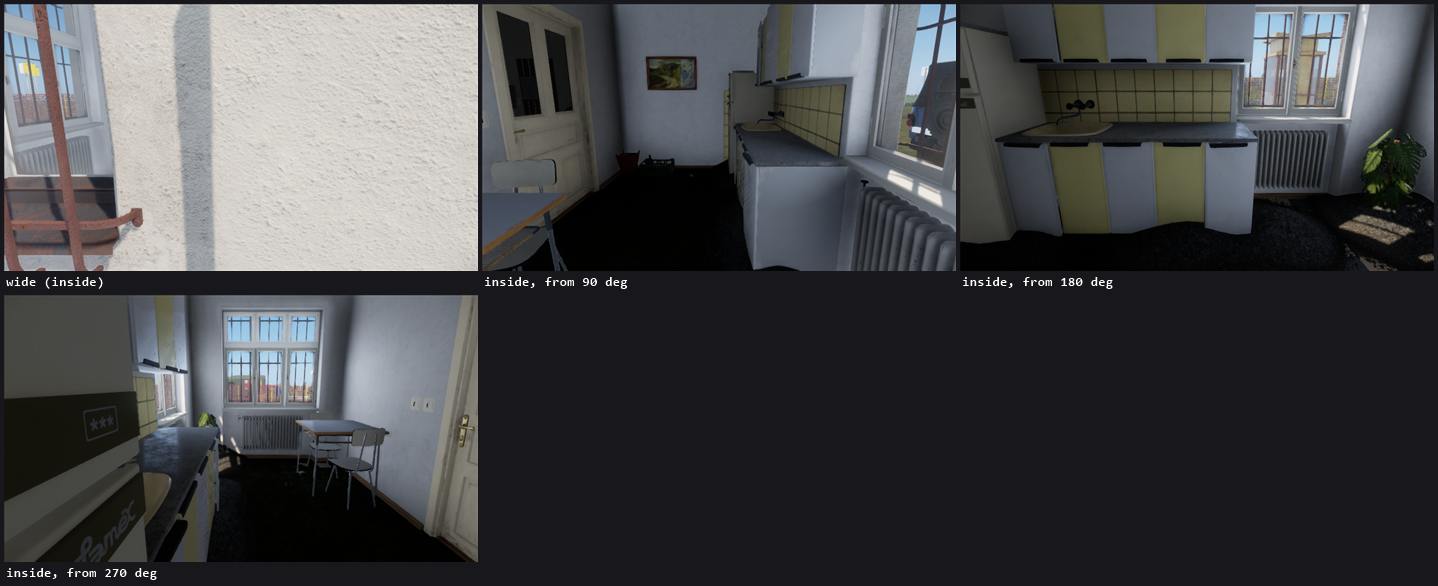 wide (inside)
inside, from 90 deg
inside, from 180 deg
inside, from 270 deg